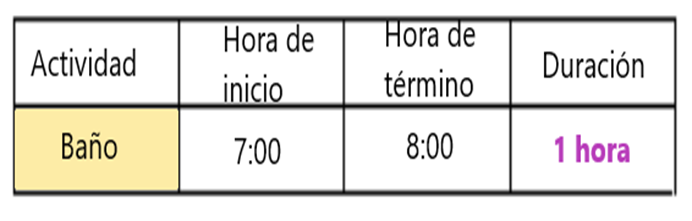 Actividad
Hora de
inicio
Hora de
término
Duración
Baño
7:00
8:00
1 hora